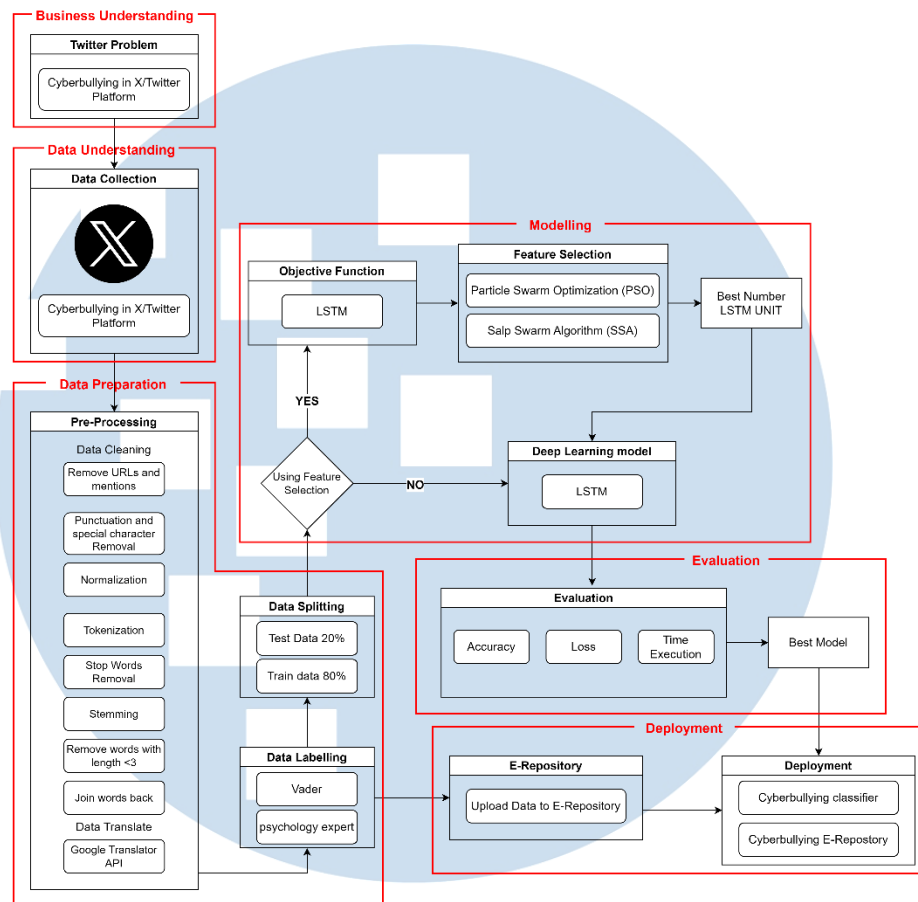 Business Understanding
Twitter Problem
Cyberbullying in X/Twitter
Platform
Data Understanding
Data Collection
Cyberbullying in X/Twitter
Platform
Data Preparation
Pre-Processing
Data Cleaning
Remove URLs and
mentions
Punctuation and
special character
Removal
Normalization
Tokenization
Stop Words
Removal
Stemming
Remove words with
length <3
Join words back
Data Translate
Google Translator
API
Data Labelling
Vader
psychology expert
Data Splitting
Test Data 20%
Train data 80%
Modelling
Using Feature
Selection
YES
NO
Objective Function
LSTM
Feature Selection
Particle Swarm Optimization (PSO)
Salp Swarm Algorithm (SSA)
Best Number
LSTM UNIT
Deep Learning model
LSTM
Evaluation
Evaluation
Accuracy
Loss
Time
Execution
Best Model
Deployment
E-Repository
Upload Data to E-Repository
Deployment
Cyberbullying classifier
Cyberbullying E-Repostory